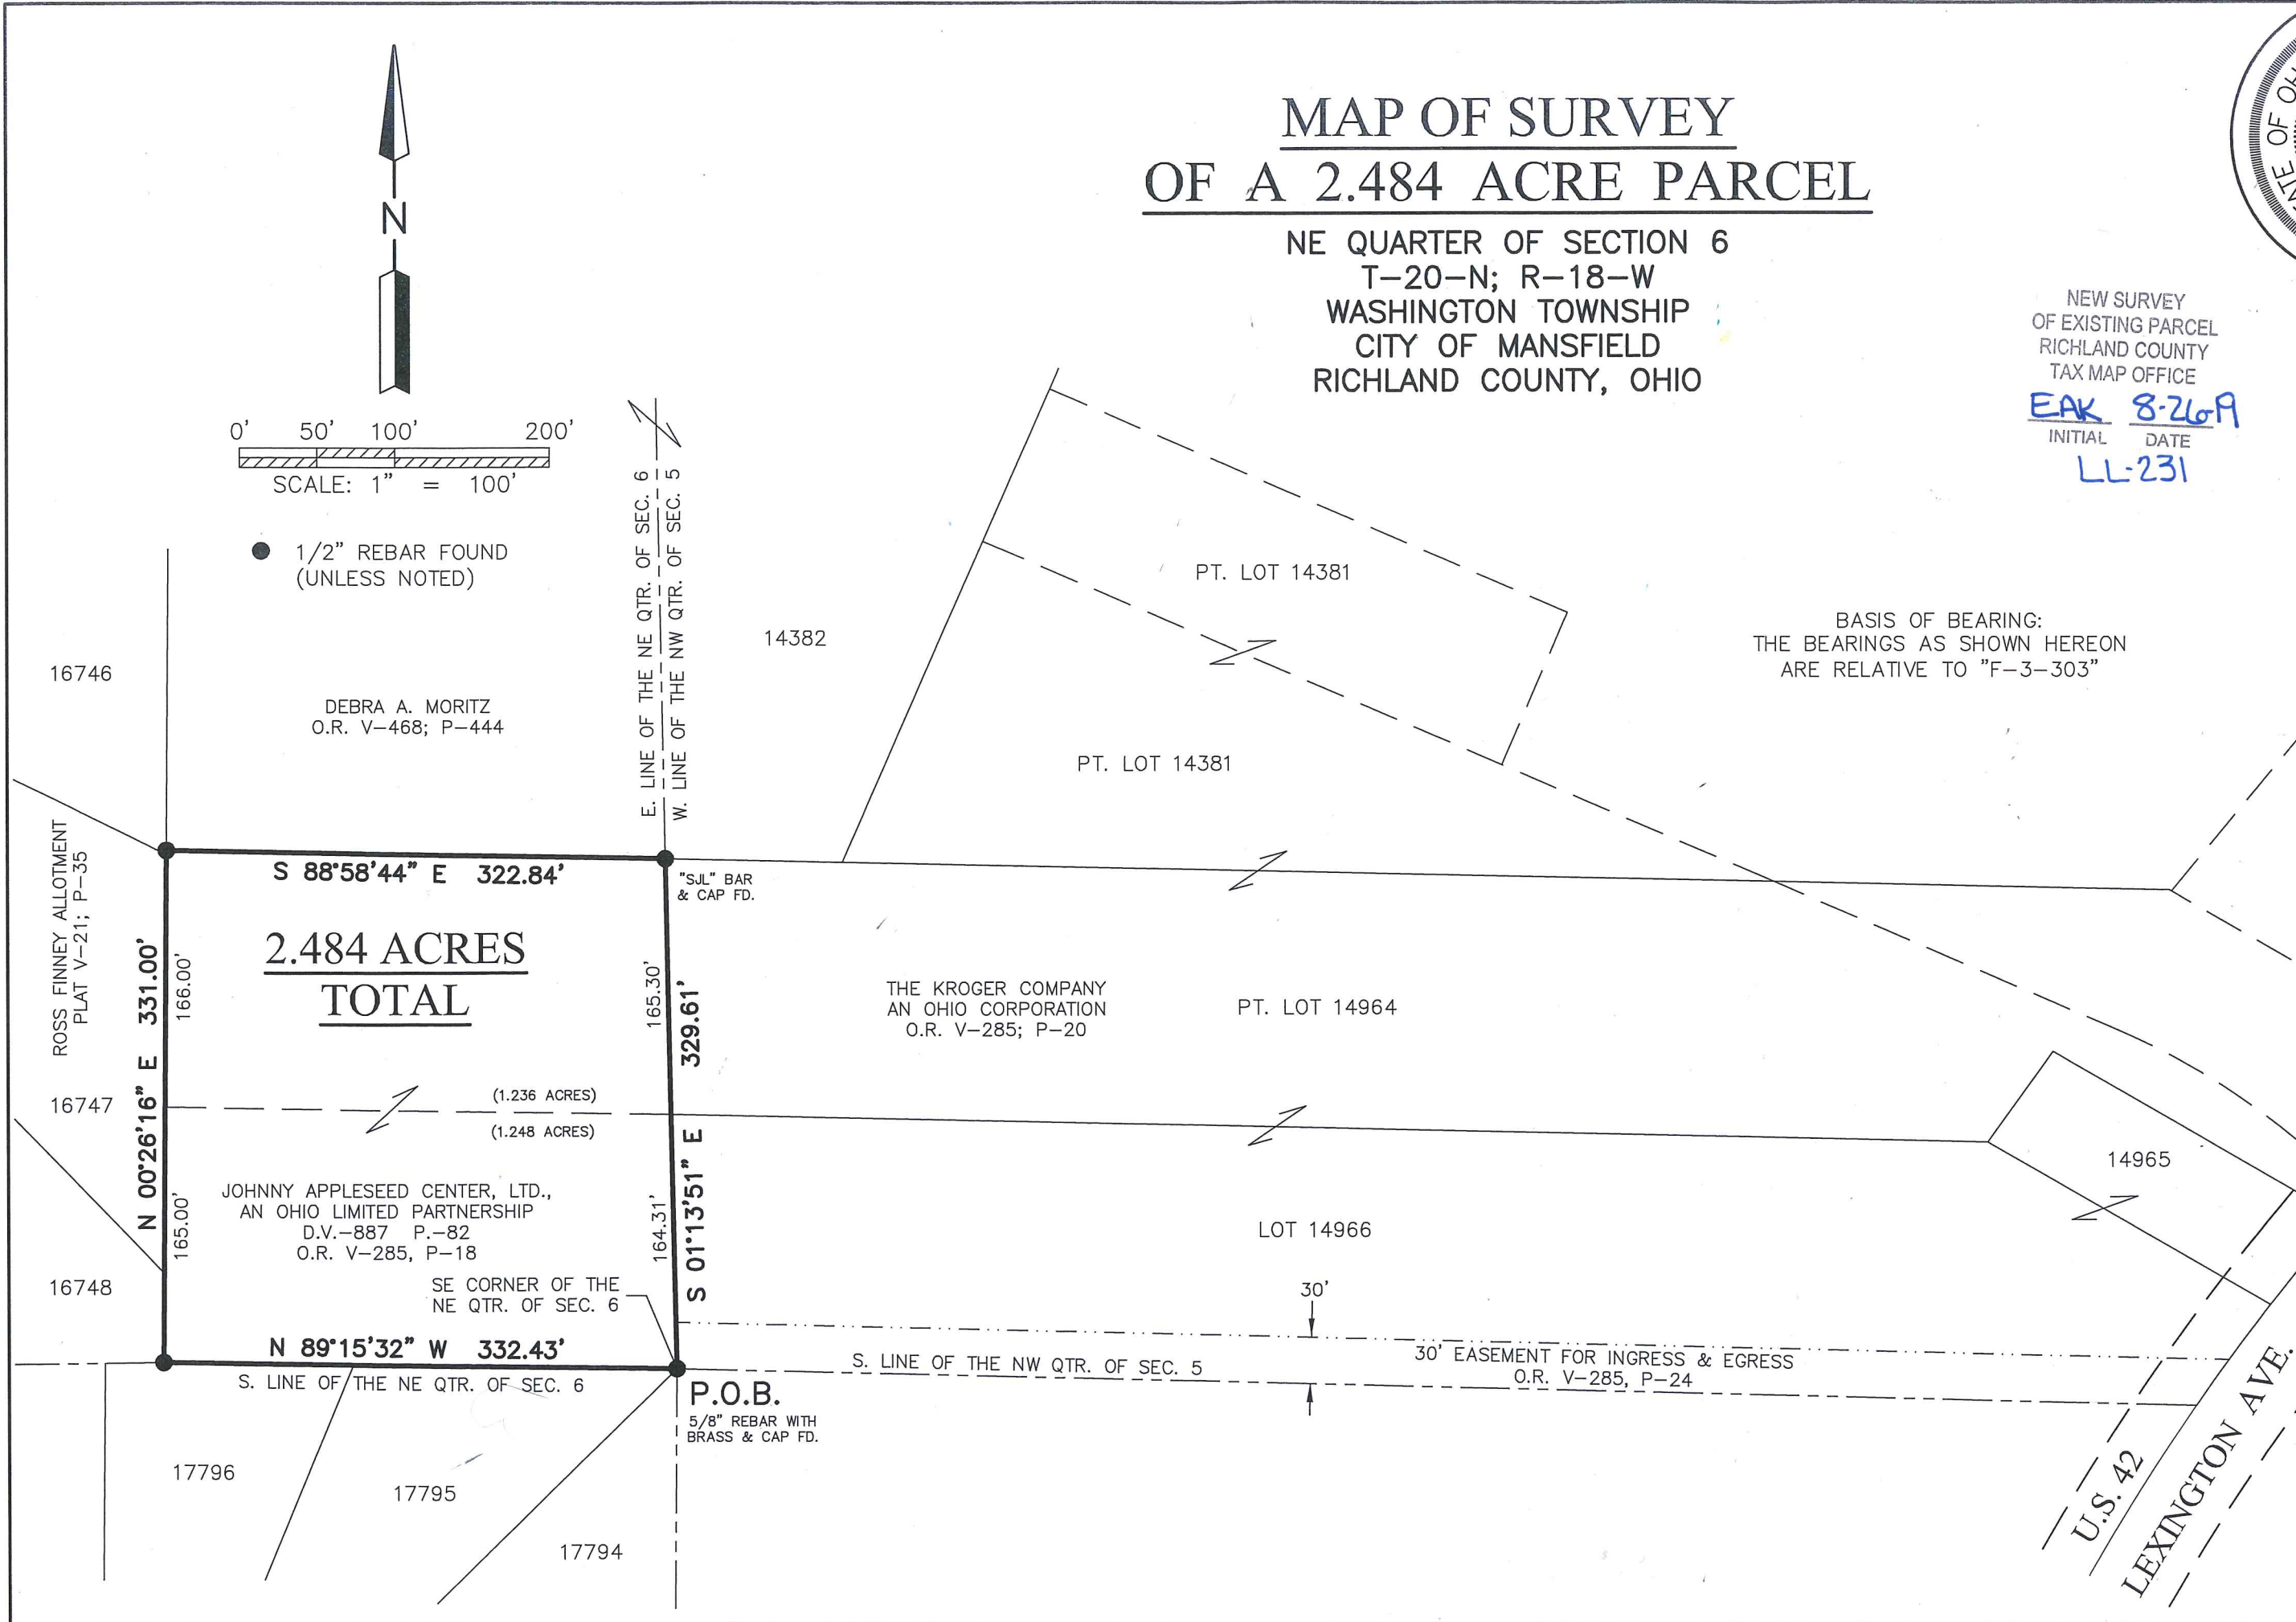 MAP OF SURVEY
OF A 2.484 ACRE PARCEL
NE QUARTER OF SECTION 6
T-20-N; R-18-W
WASHINGTON TOWNSHIP
CITY OF MANSFIELD
RICHLAND COUNTY, OHIO
NEW SURVEY
OF EXISTING PARCEL
RICHLAND COUNTY
TAX MAP OFFICE
EAK 8-26-19
INITIAL DATE
LL-231
N
0' 50' 100' 200'
SCALE: 1" = 100'
1/2" REBAR FOUND
(UNLESS NOTED)
E. LINE OF THE NE QTR. OF SEC. 6
W. LINE OF THE NW QTR. OF SEC. 5
16746
DEBRA A. MORITZ
O.R. V-468; P-444
14382
PT. LOT 14381
PT. LOT 14381
BASIS OF BEARING:
THE BEARINGS AS SHOWN HEREON
ARE RELATIVE TO "F-3-303"
ROSS FINNEY ALLOTMENT
PLAT V-21; P-35
S 88°58'44" E 322.84'
"SJL" BAR
& CAP FD.
2.484 ACRES
TOTAL
N 00°26'16" E 331.00'
166.00'
165.00'
165.30'
164.31'
S 01°13'51" E 329.61'
THE KROGER COMPANY
AN OHIO CORPORATION
O.R. V-285; P-20
PT. LOT 14964
(1.236 ACRES)
(1.248 ACRES)
16747
14965
JOHNNY APPLESEED CENTER, LTD.,
AN OHIO LIMITED PARTNERSHIP
D.V.-887 P.-82
O.R. V-285, P-18
LOT 14966
16748
SE CORNER OF THE
NE QTR. OF SEC. 6
30'
N 89°15'32" W 332.43'
S. LINE OF THE NE QTR. OF SEC. 6
S. LINE OF THE NW QTR. OF SEC. 5
30' EASEMENT FOR INGRESS & EGRESS
O.R. V-285, P-24
P.O.B.
5/8" REBAR WITH
BRASS & CAP FD.
17796
17795
17794
U.S. 42
LEXINGTON AVE.